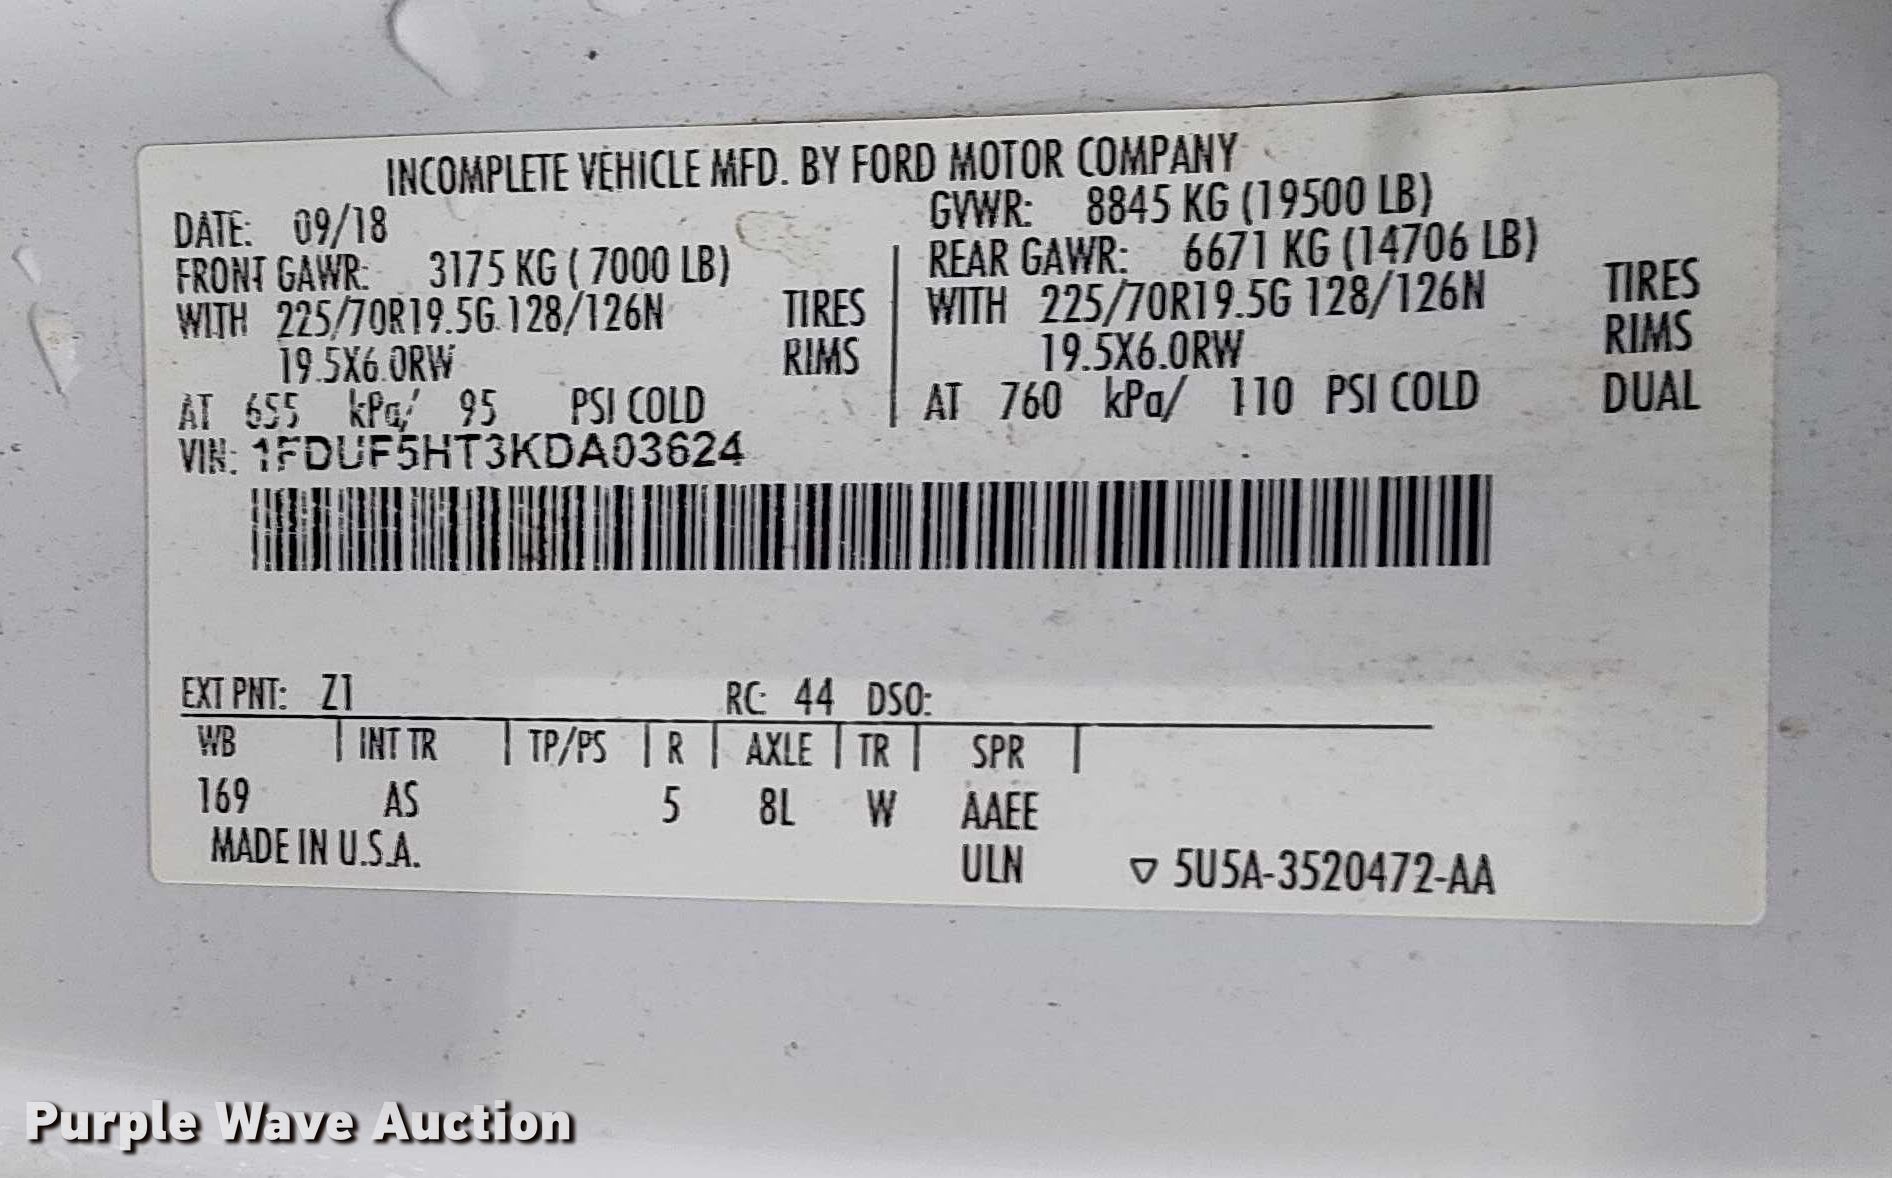 INCOMPLETE VEHICLE MFD. BY FORD MOTOR COMPANY
DATE: 09/18
GVWR: 8845 KG (19500 LB)
FRONT GAWR: 3175 KG ( 7000 LB)
REAR GAWR: 6671 KG (14706 LB)
WITH 225/70R19.5G 128/126N TIRES
WITH 225/70R19.5G 128/126N TIRES
19.5X6.0RW RIMS
19.5X6.0RW RIMS
AT 655 kPa/ 95 PSI COLD
AT 760 kPa/ 110 PSI COLD DUAL
VIN: 1FDUF5HT3KDA03624
EXT PNT: Z1 RC: 44 DSO:
WB | INT TR | TP/PS | R | AXLE | TR | SPR |
169 AS 5 8L W AAEE
MADE IN U.S.A. ULN ▽ 5U5A-3520472-AA
Purple Wave Auction